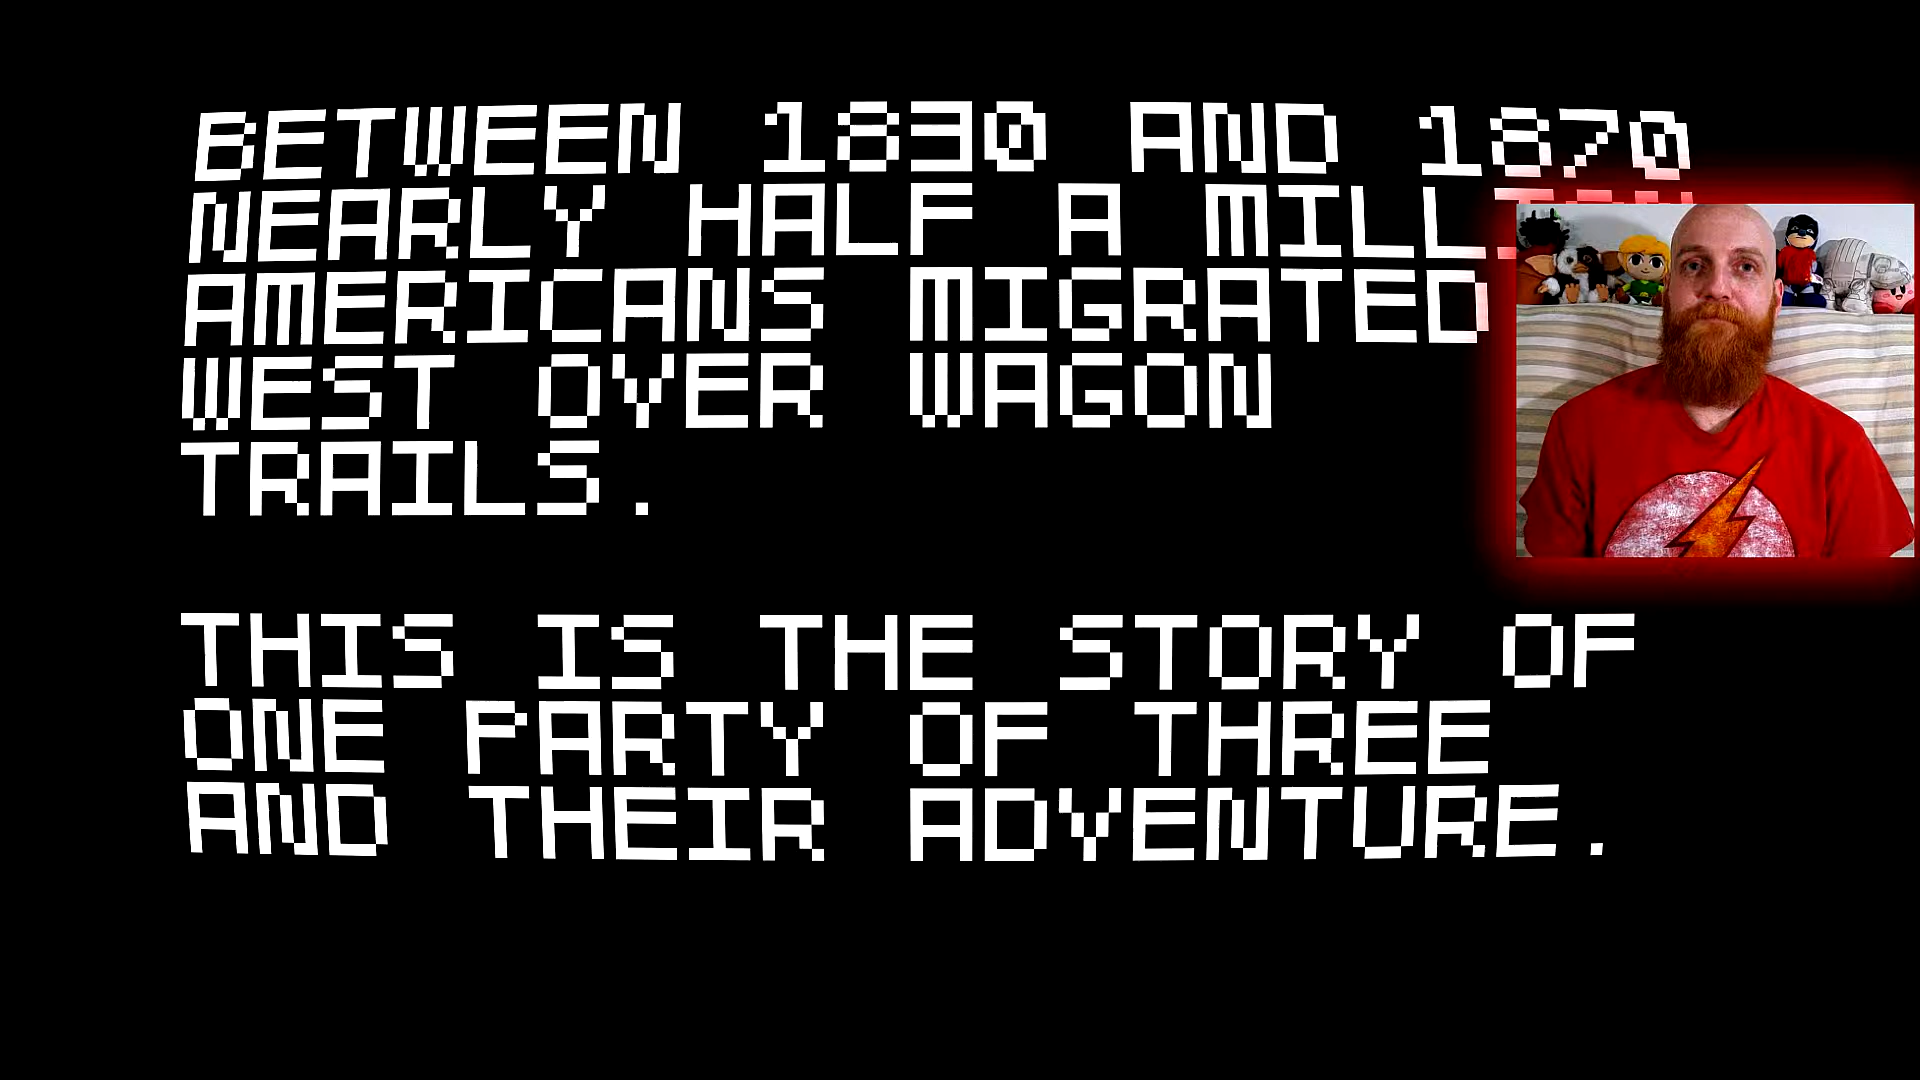 BETWEEN 1830 AND 1870
NEARLY HALF A MILLION
AMERICANS MIGRATED
WEST OVER WAGON
TRAILS.
THIS IS THE STORY OF
ONE PARTY OF THREE
AND THEIR ADVENTURE.